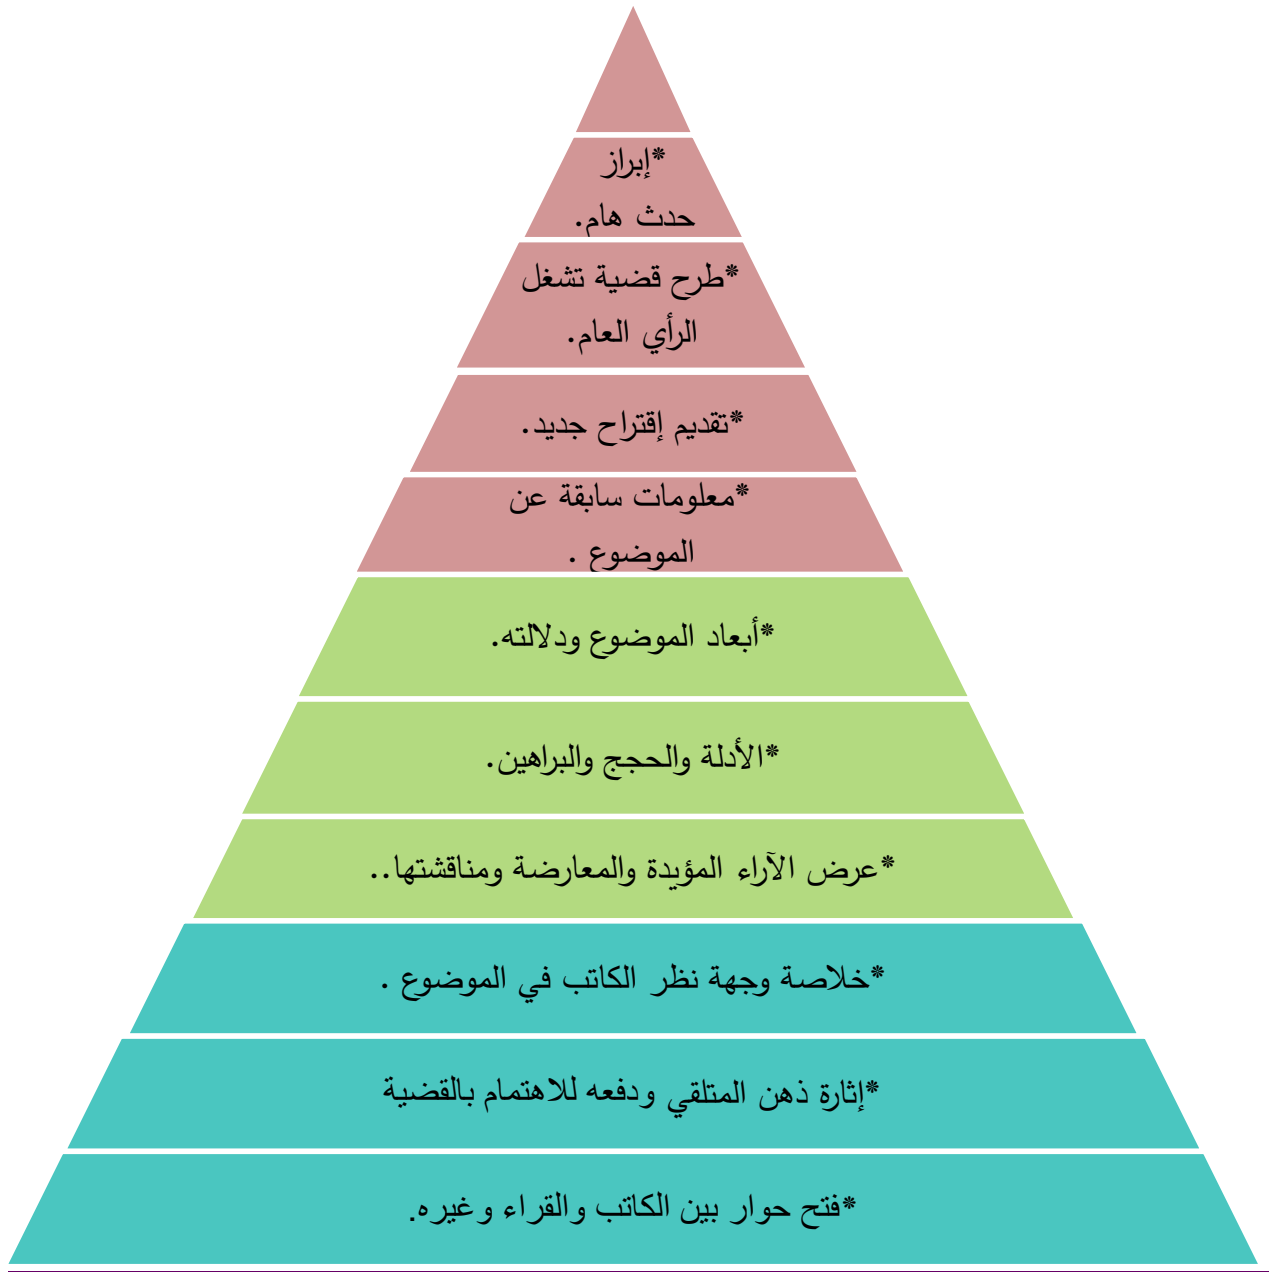 *إبراز
حدث هام.
*طرح قضية تشغل
الرأي العام.
*تقديم إقتراح جديد.
*معلومات سابقة عن
الموضوع .
*أبعاد الموضوع ودلالته.
*الأدلة والحجج والبراهين.
*عرض الآراء المؤيدة والمعارضة ومناقشتها..
*خلاصة وجهة نظر الكاتب في الموضوع .
*إثارة ذهن المتلقي ودفعه للاهتمام بالقضية
*فتح حوار بين الكاتب والقراء وغيره.